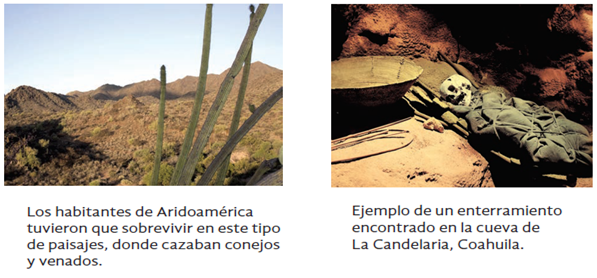 Los habitantes de Aridoamérica
tuvieron que sobrevivir en este tipo
de paisajes, donde cazaban conejos
y venados.
Ejemplo de un enterramiento
encontrado en la cueva de
La Candelaria, Coahuila.